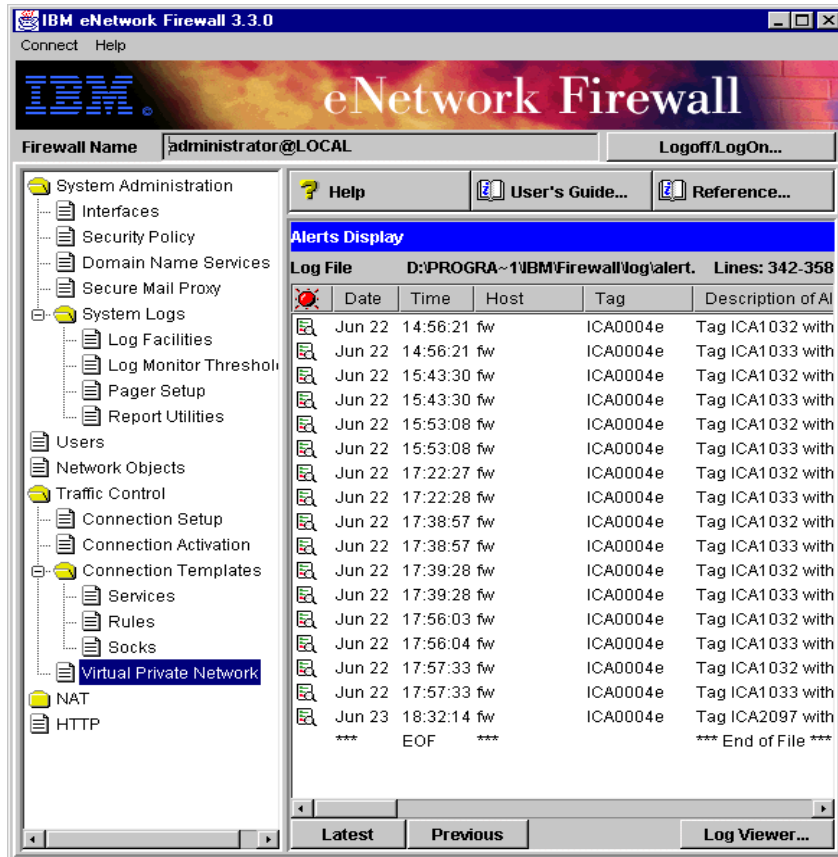 IBM eNetwork Firewall 3.3.0
Connect Help
IBM. eNetwork Firewall
Firewall Name administrator@LOCAL Logoff/LogOn...
System Administration
Interfaces
Security Policy
Domain Name Services
Secure Mail Proxy
System Logs
Log Facilities
Log Monitor Threshol
Pager Setup
Report Utilities
Users
Network Objects
Traffic Control
Connection Setup
Connection Activation
Connection Templates
Services
Rules
Socks
Virtual Private Network
NAT
HTTP
Help User's Guide... Reference...
Alerts Display
Log File D:\PROGRA~1\IBM\Firewall\log\alert. Lines: 342-358
Date Time Host Tag Description of Al
Jun 22 14:56:21 fw ICA0004e Tag ICA1032 with
Jun 22 14:56:21 fw ICA0004e Tag ICA1033 with
Jun 22 15:43:30 fw ICA0004e Tag ICA1032 with
Jun 22 15:43:30 fw ICA0004e Tag ICA1033 with
Jun 22 15:53:08 fw ICA0004e Tag ICA1032 with
Jun 22 15:53:08 fw ICA0004e Tag ICA1033 with
Jun 22 17:22:27 fw ICA0004e Tag ICA1032 with
Jun 22 17:22:28 fw ICA0004e Tag ICA1033 with
Jun 22 17:38:57 fw ICA0004e Tag ICA1032 with
Jun 22 17:38:57 fw ICA0004e Tag ICA1033 with
Jun 22 17:39:28 fw ICA0004e Tag ICA1032 with
Jun 22 17:39:28 fw ICA0004e Tag ICA1033 with
Jun 22 17:56:03 fw ICA0004e Tag ICA1032 with
Jun 22 17:56:04 fw ICA0004e Tag ICA1033 with
Jun 22 17:57:33 fw ICA0004e Tag ICA1032 with
Jun 22 17:57:33 fw ICA0004e Tag ICA1033 with
Jun 23 18:32:14 fw ICA0004e Tag ICA2097 with
*** EOF *** *** End of File ***
Latest Previous Log Viewer...